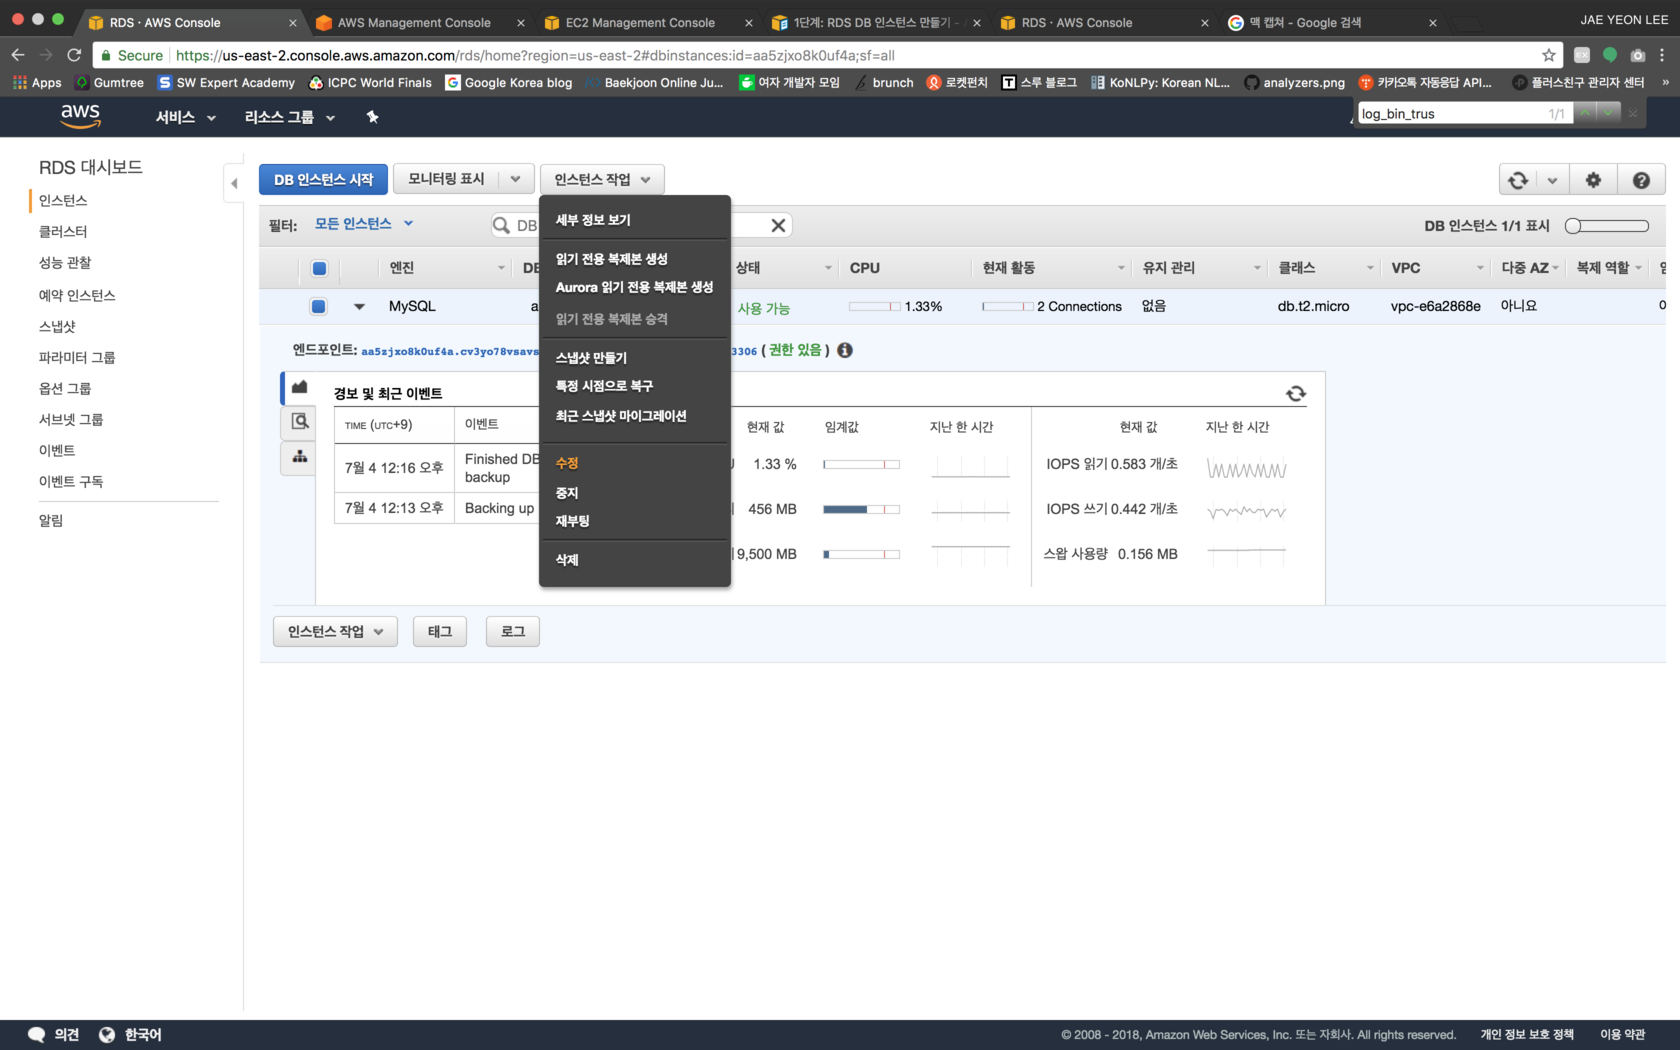 RDS · AWS Console
AWS Management Console
EC2 Management Console
1단계: RDS DB 인스턴스 만들기 -
RDS · AWS Console
맥 캡쳐 - Google 검색
JAE YEON LEE
Secure
https://us-east-2.console.aws.amazon.com/rds/home?region=us-east-2#dbinstances:id=aa5zjxo8k0uf4a;sf=all
Apps
Gumtree
SW Expert Academy
ICPC World Finals
Google Korea blog
Baekjoon Online Ju...
여자 개발자 모임
brunch
로켓펀치
스루 블로그
KoNLPy: Korean NL...
analyzers.png
카카오톡 자동응답 API...
플러스친구 관리자 센터
»
aws
서비스
리소스 그룹
log_bin_trus
1/1
RDS 대시보드
인스턴스
클러스터
성능 관찰
예약 인스턴스
스냅샷
파라미터 그룹
옵션 그룹
서브넷 그룹
이벤트
이벤트 구독
알림
DB 인스턴스 시작
모니터링 표시
인스턴스 작업
필터:
모든 인스턴스
DB
DB 인스턴스 1/1 표시
세부 정보 보기
읽기 전용 복제본 생성
Aurora 읽기 전용 복제본 생성
읽기 전용 복제본 승격
스냅샷 만들기
특정 시점으로 복구
최근 스냅샷 마이그레이션
수정
중지
재부팅
삭제
엔진
상태
CPU
현재 활동
유지 관리
클래스
VPC
다중 AZ
복제 역할
MySQL
a
사용 가능
1.33%
2 Connections
없음
db.t2.micro
vpc-e6a2868e
아니요
엔드포인트: aa5zjxo8k0uf4a.cv3yo78vsavs
3306 ( 권한 있음 )
경보 및 최근 이벤트
TIME (UTC+9)
이벤트
7월 4 12:16 오후
Finished DB
backup
7월 4 12:13 오후
Backing up
현재 값
임계값
지난 한 시간
현재 값
지난 한 시간
1.33 %
IOPS 읽기 0.583 개/초
456 MB
IOPS 쓰기 0.442 개/초
9,500 MB
스왑 사용량 0.156 MB
인스턴스 작업
태그
로그
의견
한국어
© 2008 - 2018, Amazon Web Services, Inc. 또는 자회사. All rights reserved.
개인 정보 보호 정책
이용 약관